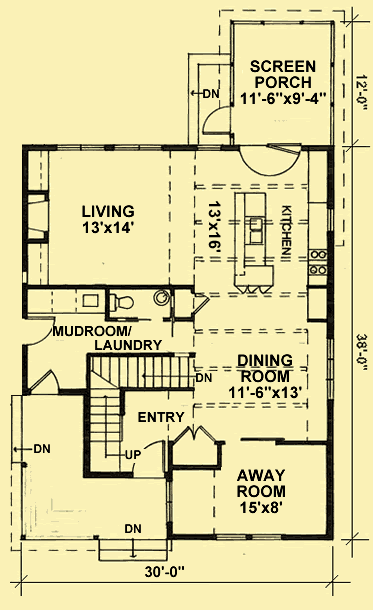 SCREEN
PORCH
11'-6"x9'-4"
DN
12'-0"
LIVING
13'x14'
13'x16'
KITCHEN
MUDROOM/
LAUNDRY
38'-0"
DINING
ROOM
11'-6"x13'
DN
ENTRY
DN
UP
AWAY
ROOM
15'x8'
DN
30'-0"